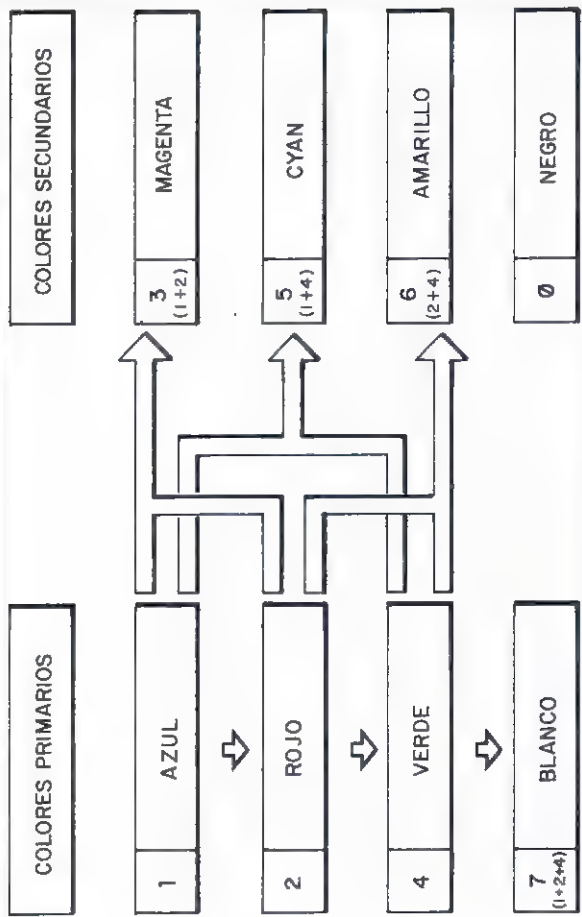 COLORES PRIMARIOS
1
AZUL
2
ROJO
4
VERDE
7
(1+2+4)
BLANCO
COLORES SECUNDARIOS
3
(1+2)
MAGENTA
5
(1+4)
CYAN
6
(2+4)
AMARILLO
0
NEGRO